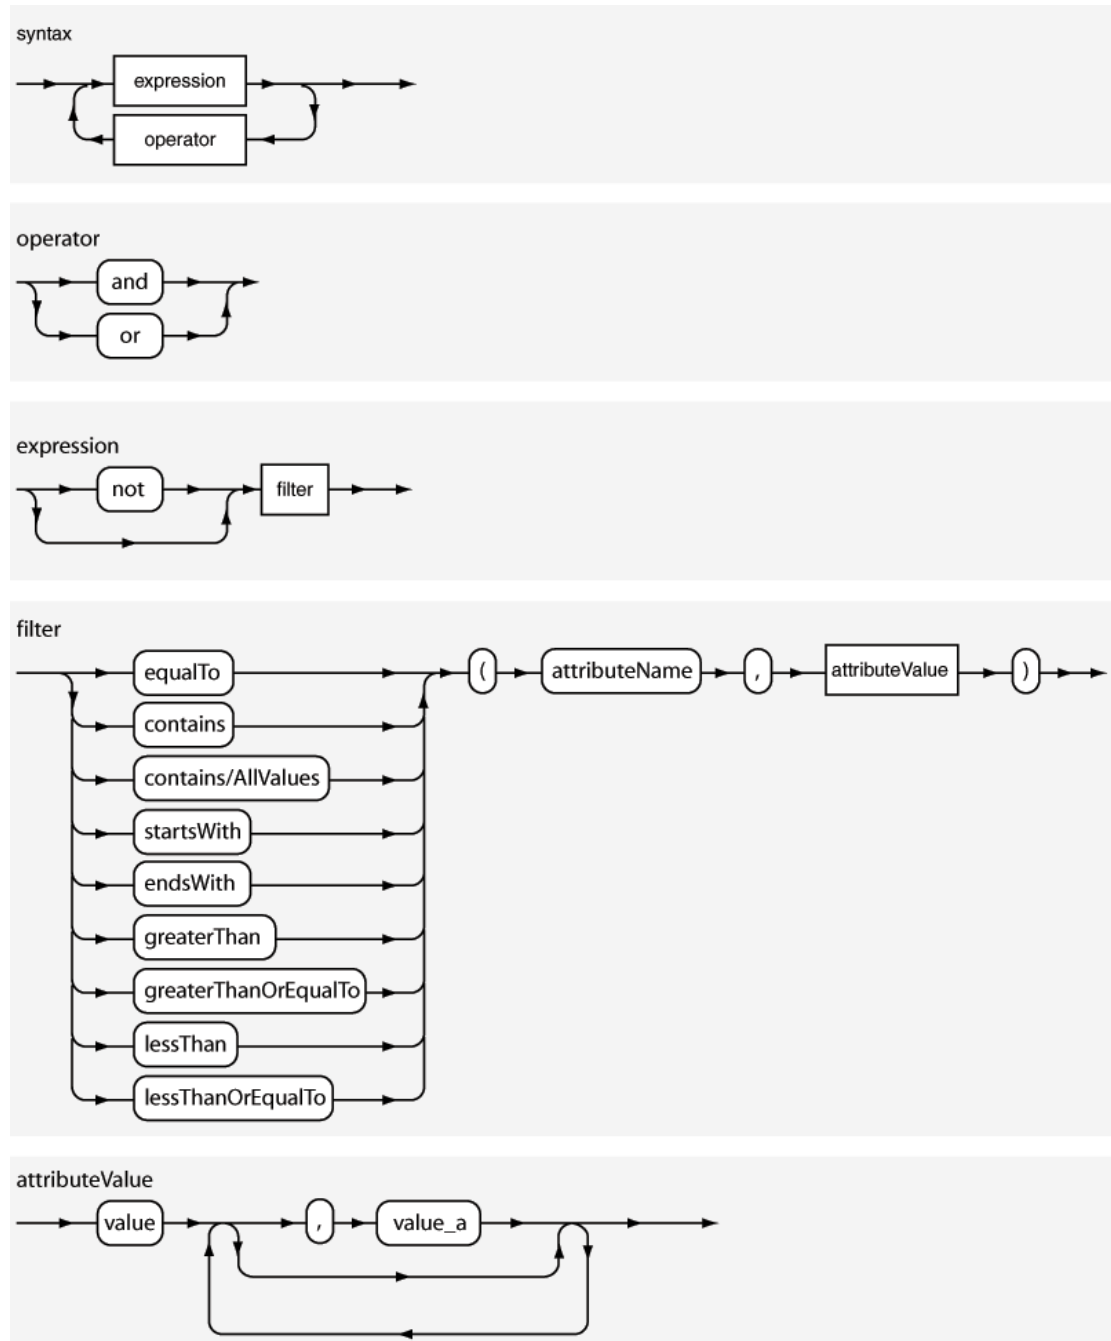 syntax
expression
operator
operator
and
or
expression
not
filter
filter
equalTo ( attributeName , attributeValue )
contains
contains/AllValues
startsWith
endsWith
greaterThan
greaterThanOrEqualTo
lessThan
lessThanOrEqualTo
attributeValue
value , value_a